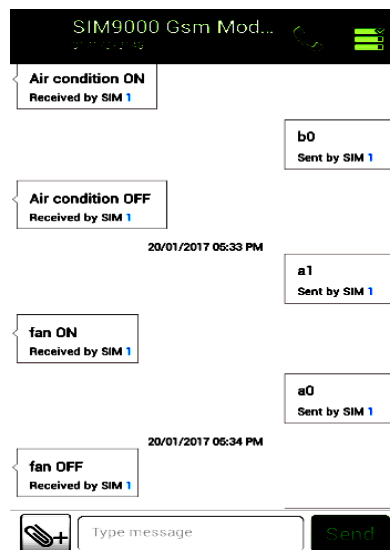 SIM9000 Gsm Mod...
Air condition ON
Received by SIM 1
b0
Sent by SIM 1
Air condition OFF
Received by SIM 1
20/01/2017 05:33 PM
a1
Sent by SIM 1
fan ON
Received by SIM 1
a0
Sent by SIM 1
20/01/2017 05:34 PM
fan OFF
Received by SIM 1
Type message
Send